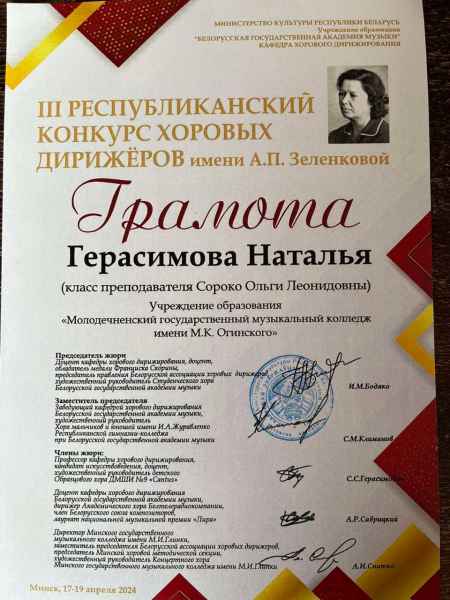 МИНИСТЕРСТВО КУЛЬТУРЫ РЕСПУБЛИКИ БЕЛАРУСЬ
Учреждение образования
"БЕЛОРУССКАЯ ГОСУДАРСТВЕННАЯ АКАДЕМИЯ МУЗЫКИ"
КАФЕДРА ХОРОВОГО ДИРИЖИРОВАНИЯ
III РЕСПУБЛИКАНСКИЙ
КОНКУРС ХОРОВЫХ
ДИРИЖЁРОВ имени А.П. Зеленковой
Грамота
Герасимова Наталья
(класс преподавателя Сороко Ольги Леонидовны)
Учреждение образования
«Молодечненский государственный музыкальный колледж
имени М.К. Огинского»
Председатель жюри
Доцент кафедры хорового дирижирования, доцент,
обладатель медали Франциска Скорины,
председатель правления Белорусской ассоциации хоровых дирижеров,
художественный руководитель Студенческого хора
Белорусской государственной академии музыки
И.М.Бодяко
Заместитель председателя
Заведующий кафедрой хорового дирижирования
Белорусской государственной академии музыки,
художественный руководитель
Хора мальчиков и юношей имени И.А.Журавленко
Республиканской гимназии-колледжа
при Белорусской государственной академии музыки
С.М.Климанов
Члены жюри:
Профессор кафедры хорового дирижирования,
кандидат искусствоведения, доцент,
художественный руководитель детского
Образцового хора ДМШИ №9 «Cantus»
С.С.Герасимо
Доцент кафедры хорового дирижирования
Белорусской государственной академии музыки,
дирижер Академического хора Белтелерадиокомпании,
член Белорусского союза композиторов,
лауреат национальной музыкальной премии «Лира»
А.Р.Саврицкий
Директор Минского государственного
музыкального колледжа имени М.И.Глинки,
заместитель председателя Белорусской ассоциации хоровых дирижеров,
председатель Минской хоровой методической секции,
художественный руководитель Концертного хора
Минского государственного музыкального колледжа имени М.И.Глинки
А.И.Снитко
Минск, 17-19 апреля 2024